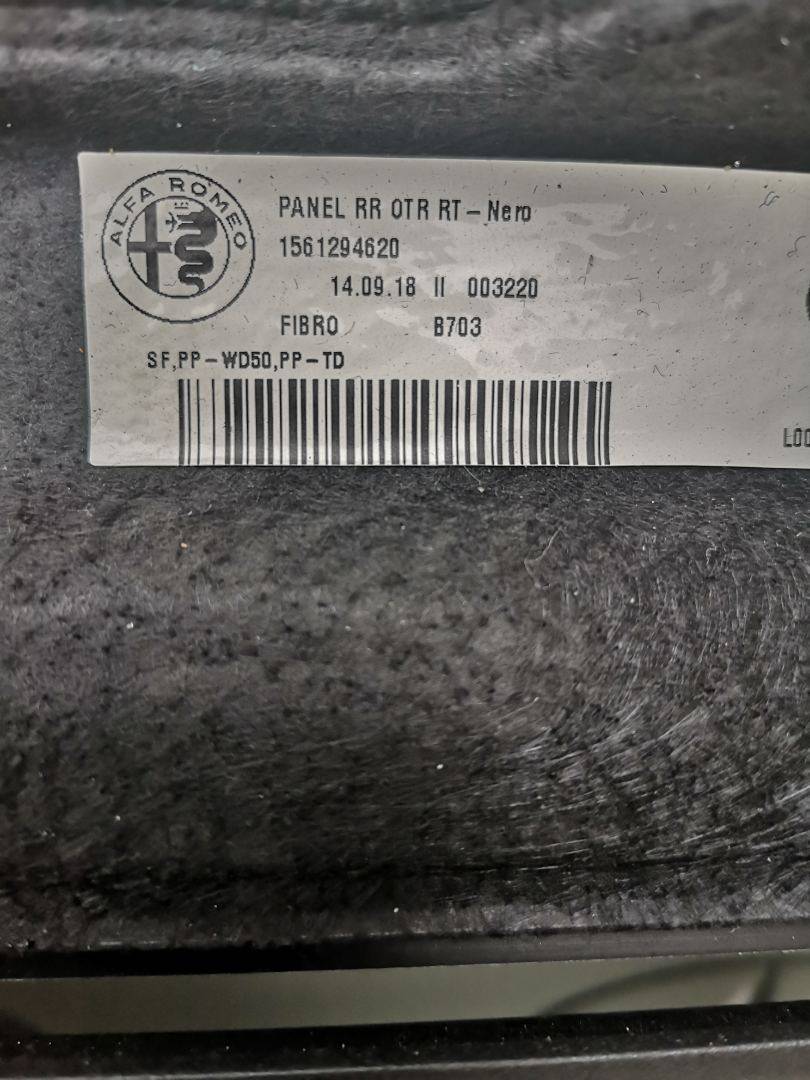 ALFA ROMEO
PANEL RR OTR RT-Nero
1561294620
14.09.18 II 003220
FIBRO B703
SF,PP-WD50,PP-TD